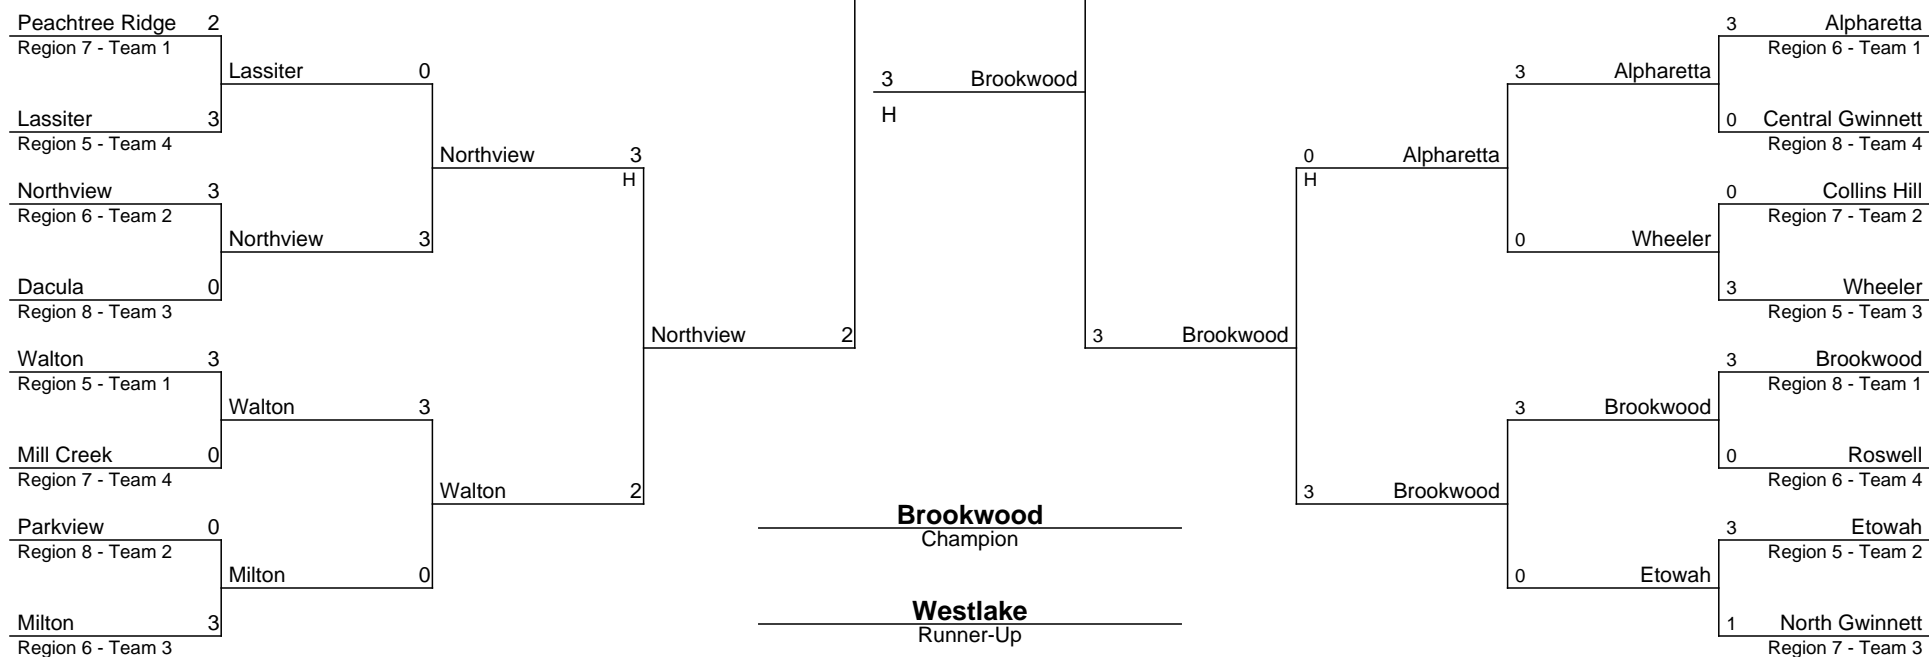 Peachtree Ridge 2
Region 7 - Team 1
Lassiter 0
Lassiter 3
Region 5 - Team 4
Northview 3
H
Northview 3
Region 6 - Team 2
Northview 3
Dacula 0
Region 8 - Team 3
Northview 2
Walton 3
Region 5 - Team 1
Walton 3
Mill Creek 0
Region 7 - Team 4
Walton 2
Parkview 0
Region 8 - Team 2
Milton 0
Milton 3
Region 6 - Team 3
3 Brookwood
H
Brookwood
Champion
Westlake
Runner-Up
3 Brookwood
0 Alpharetta
H
3 Brookwood
3 Alpharetta
0 Wheeler
3 Brookwood
0 Etowah
3 Alpharetta
Region 6 - Team 1
0 Central Gwinnett
Region 8 - Team 4
0 Collins Hill
Region 7 - Team 2
3 Wheeler
Region 5 - Team 3
3 Brookwood
Region 8 - Team 1
0 Roswell
Region 6 - Team 4
3 Etowah
Region 5 - Team 2
1 North Gwinnett
Region 7 - Team 3